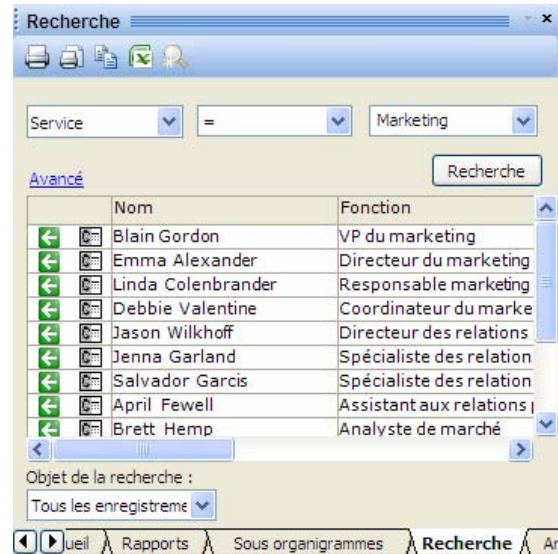 Recherche
Service = Marketing
Avancé Recherche
Nom Fonction
Blain Gordon VP du marketing
Emma Alexander Directeur du marketing
Linda Colenbrander Responsable marketing
Debbie Valentine Coordinateur du marke
Jason Wilkhoff Directeur des relations
Jenna Garland Spécialiste des relation
Salvador Garcis Spécialiste des relation
April Fewell Assistant aux relations
Brett Hemp Analyste de marché
Objet de la recherche :
Tous les enregistreme
ueil Rapports Sous organigrammes Recherche Ar